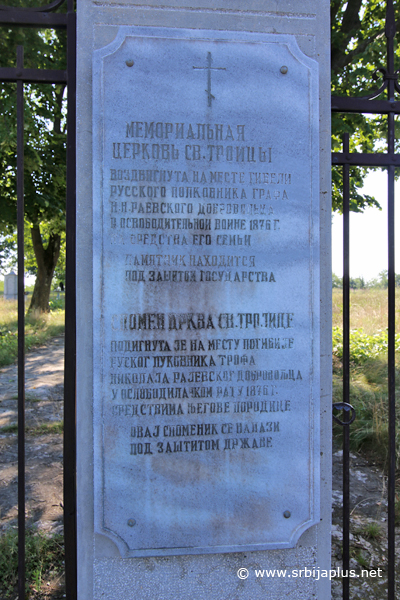 МЕМОРИАЛЬНАЯ
ЦЕРКОВЬ СВ. ТРОИЦЫ
ВОЗДВИГНУТА НА МЕСТЕ ГИБЕЛИ
РУССКОГО ПОЛКОВНИКА ГРАФА
Н.Н. РАЕВСКОГО ДОБРОВОЛЬЦА
В ОСВОБОДИТЕЛЬНОЙ ВОЙНЕ 1876 Г.
СРЕДСТВА ЕГО СЕМЬИ
ПАМЯТНИК НАХОДИТСЯ
ПОД ЗАЩИТОЙ ГОСУДАРСТВА
СПОМЕН ЦРКВА СВ. ТРОЈИЦЕ
ПОДИГНУТА ЈЕ НА МЕСТУ ПОГИБИЈЕ
РУСКОГ ПУКОВНИКА ГРОФА
НИКОЛАЈА РАЈЕВСКОГ ДОБРОВОЉЦА
У ОСЛОБОДИЛАЧКОМ РАТУ 1876 Г.
СРЕДСТВИМА ЊЕГОВЕ ПОРОДИЦЕ
ОВАЈ СПОМЕНИК СЕ НАЛАЗИ
ПОД ЗАШТИТОМ ДРЖАВЕ
© www.srbijaplus.net